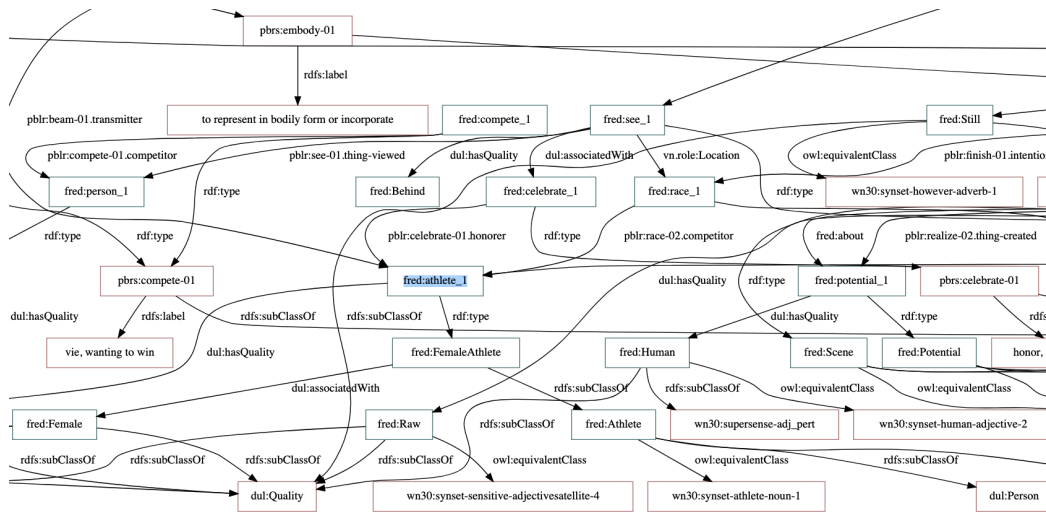 pbrs:embody-01
rdfs:label
pblr:beam-01.transmitter
to represent in bodily form or incorporate
fred:compete_1
fred:see_1
fred:Still
pblr:compete-01.competitor
pblr:see-01.thing-viewed
dul:hasQuality
dul:associatedWith
vn.role:Location
owl:equivalentClass
pblr:finish-01.intentio
fred:person_1
rdf:type
fred:Behind
fred:celebrate_1
fred:race_1
rdf:type
wn30:synset-however-adverb-1
rdf:type
rdf:type
pblr:celebrate-01.honorer
rdf:type
pblr:race-02.competitor
fred:about
pblr:realize-02.thing-created
pbrs:compete-01
fred:athlete_1
dul:hasQuality
rdf:type
fred:potential_1
pbrs:celebrate-01
dul:hasQuality
rdfs:label
rdfs:subClassOf
rdfs:subClassOf
rdf:type
dul:hasQuality
rdf:type
rdfs
vie, wanting to win
dul:hasQuality
fred:FemaleAthlete
fred:Human
fred:Scene
fred:Potential
honor,
dul:associatedWith
rdfs:subClassOf
rdfs:subClassOf
owl:equivalentClass
fred:Female
fred:Raw
rdfs:subClassOf
fred:Athlete
wn30:supersense-adj_pert
wn30:synset-human-adjective-2
rdfs:subClassOf
rdfs:subClassOf
rdfs:subClassOf
rdfs:subClassOf
owl:equivalentClass
owl:equivalentClass
rdfs:subClassOf
dul:Quality
wn30:synset-sensitive-adjectivesatellite-4
wn30:synset-athlete-noun-1
dul:Person